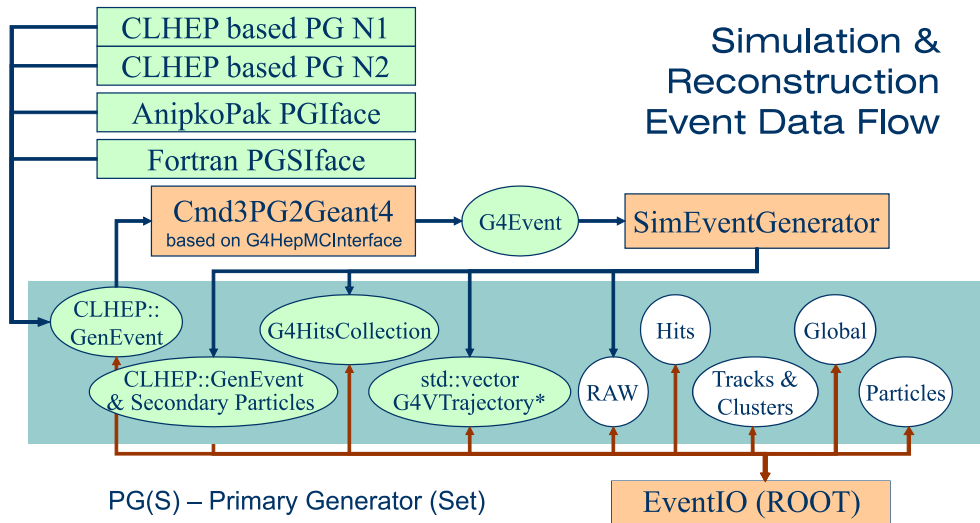 CLHEP based PG N1
CLHEP based PG N2
AnipkoPak PGIface
Fortran PGSIface
Simulation &
Reconstruction
Event Data Flow
Cmd3PG2Geant4
based on G4HepMCInterface
G4Event
SimEventGenerator
CLHEP::
GenEvent
G4HitsCollection
Hits
Global
CLHEP::GenEvent
& Secondary Particles
std::vector
G4VTrajectory*
RAW
Tracks &
Clusters
Particles
PG(S) – Primary Generator (Set)
EventIO (ROOT)